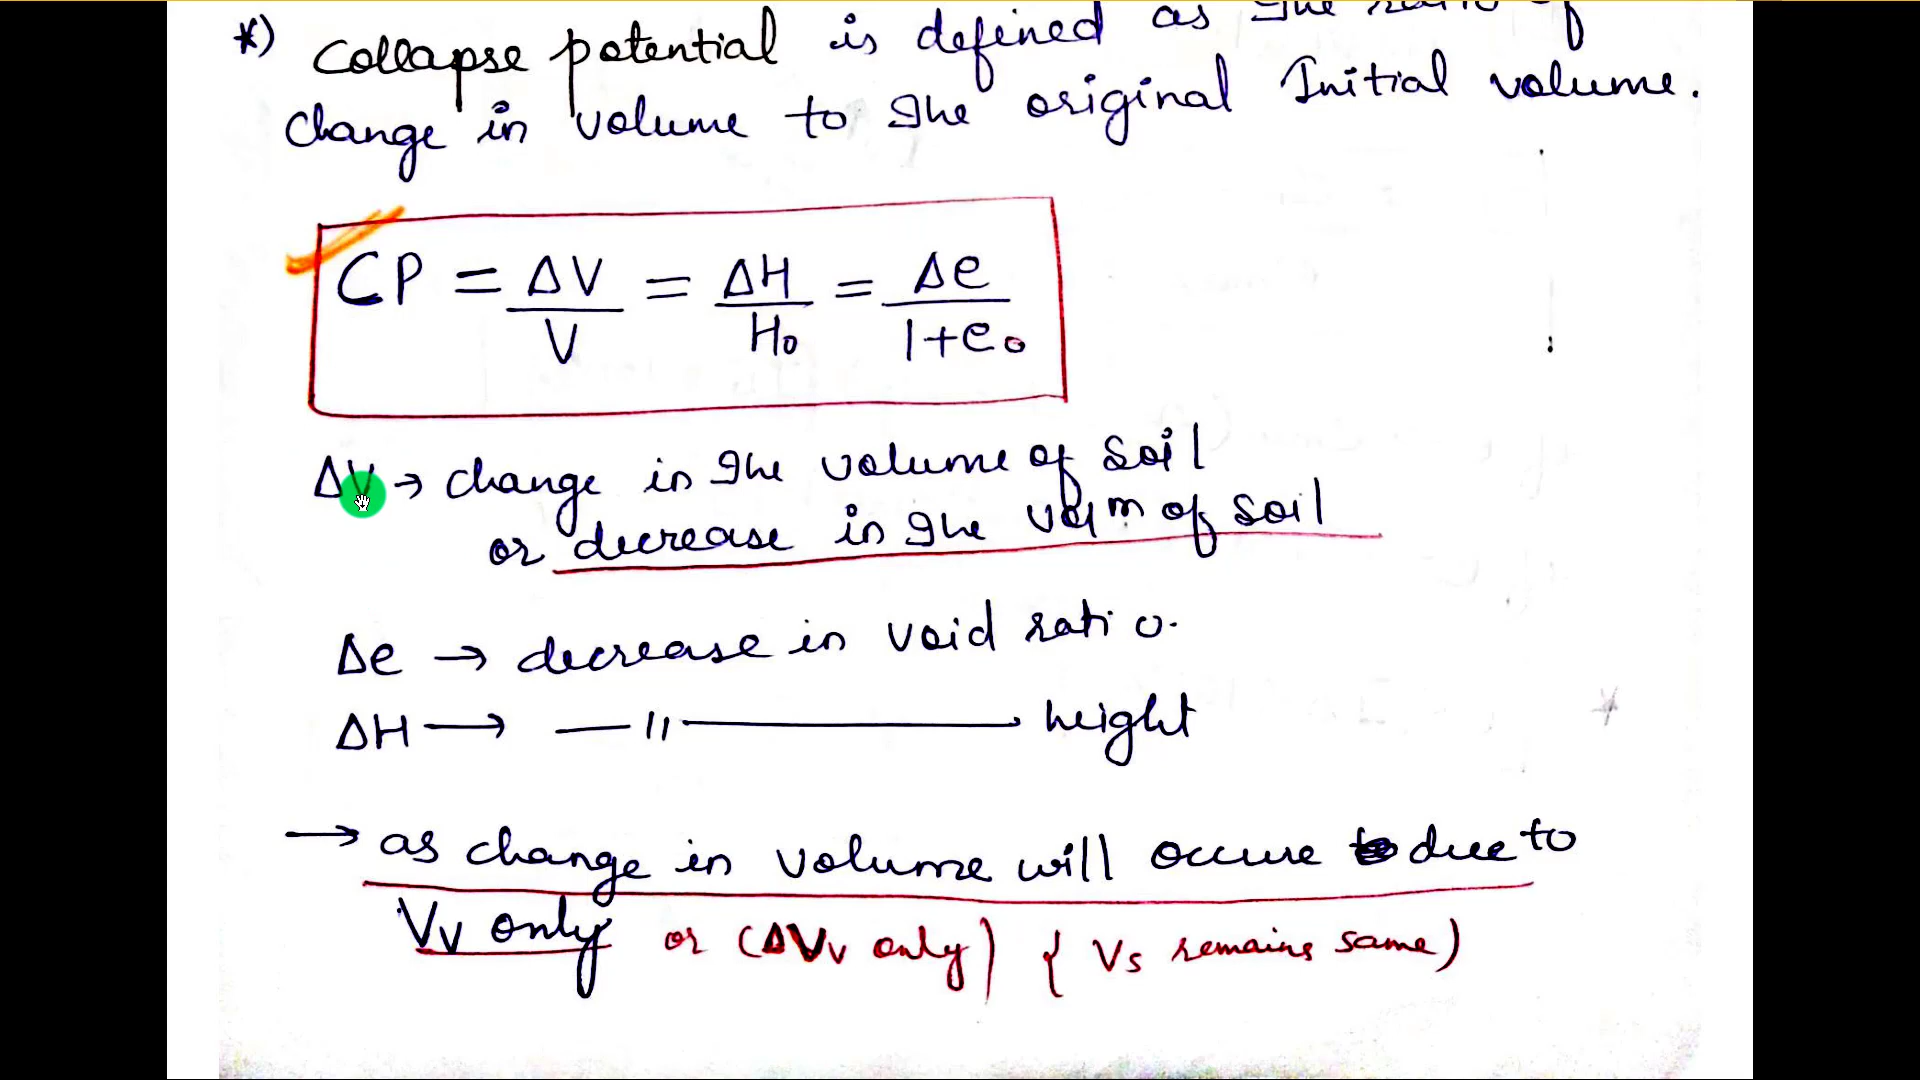 *) Collapse potential is defined as the ratio of
change in volume to the original Initial volume.
CP = ΔV/V = ΔH/H₀ = Δe/1+e₀
ΔV → change in the volume of soil
or decrease in the volm of soil
Δe → decrease in void ratio.
ΔH → —〃— height
→ as change in volume will occure due to
Vv only or (ΔVv only) { Vs remains same)